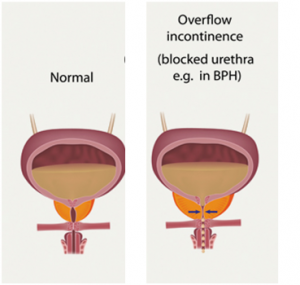 Normal
Overflow
incontinence
(blocked urethra
e.g. in BPH)